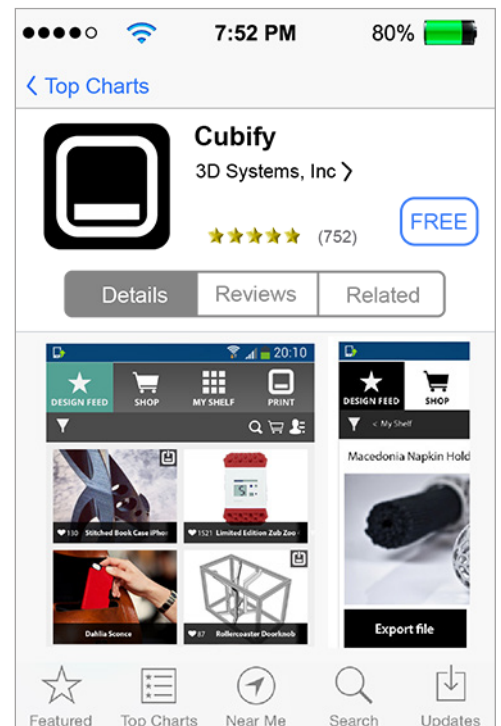 7:52 PM 80%
Top Charts
Cubify
3D Systems, Inc
(752)
FREE
Details Reviews Related
20:10
DESIGN FEED SHOP MY SHELF PRINT
DESIGN FEED SHOP
< My Shelf
Macedonia Napkin Hold
130 Stitched Book Case iPho
1521 Limited Edition Zub Zoo
Dahlia Sconce
87 Rollercoaster Doorknob
Export file
Featured Top Charts Near Me Search Updates